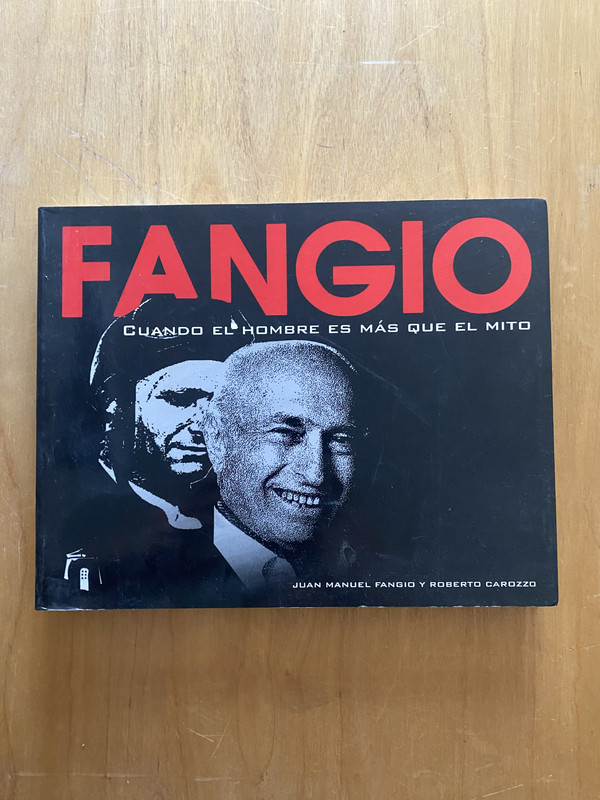 FANGIO
CUANDO EL HOMBRE ES MÁS QUE EL MITO
JUAN MANUEL FANGIO Y ROBERTO CAROZZO